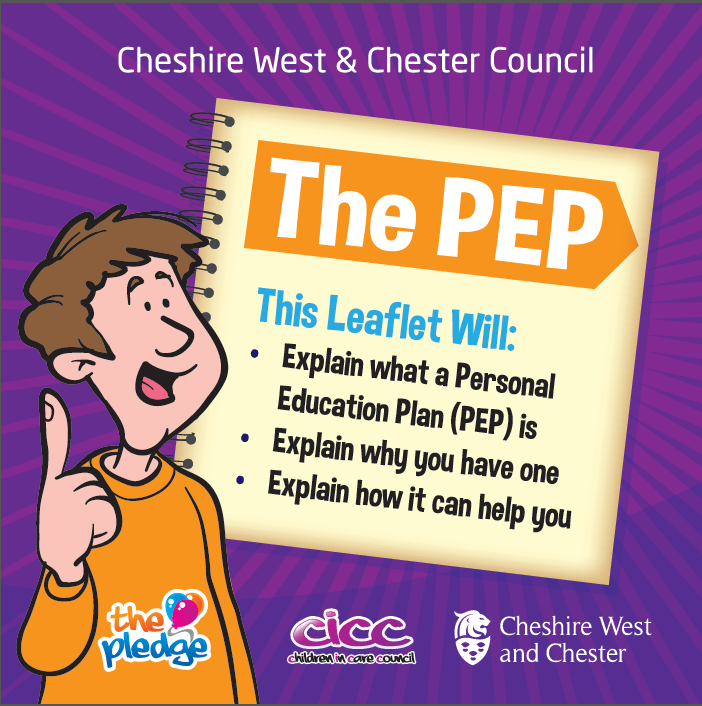 Cheshire West & Chester Council
The PEP
This Leaflet Will:
• Explain what a Personal
Education Plan (PEP) is
• Explain why you have one
• Explain how it can help you
the
pledge
cicc
children in care council
Cheshire West
and Chester